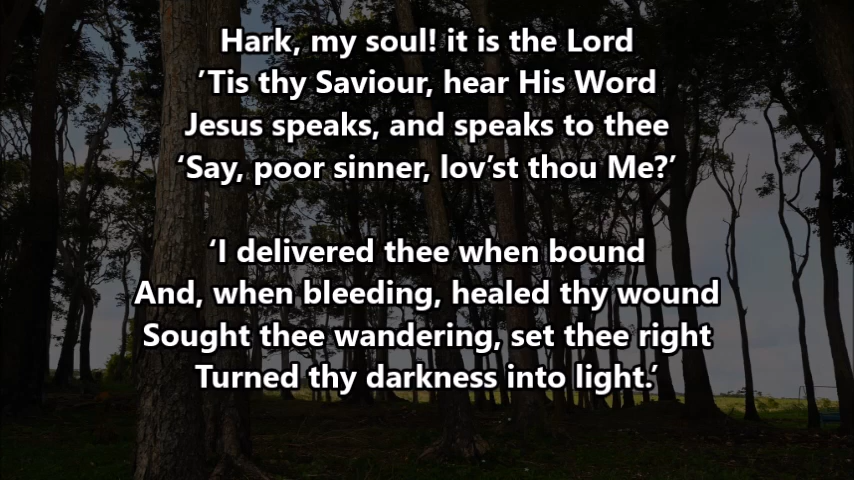 Hark, my soul! it is the Lord
’Tis thy Saviour, hear His Word
Jesus speaks, and speaks to thee
‘Say, poor sinner, lov’st thou Me?’

‘I delivered thee when bound
And, when bleeding, healed thy wound
Sought thee wandering, set thee right
Turned thy darkness into light.’